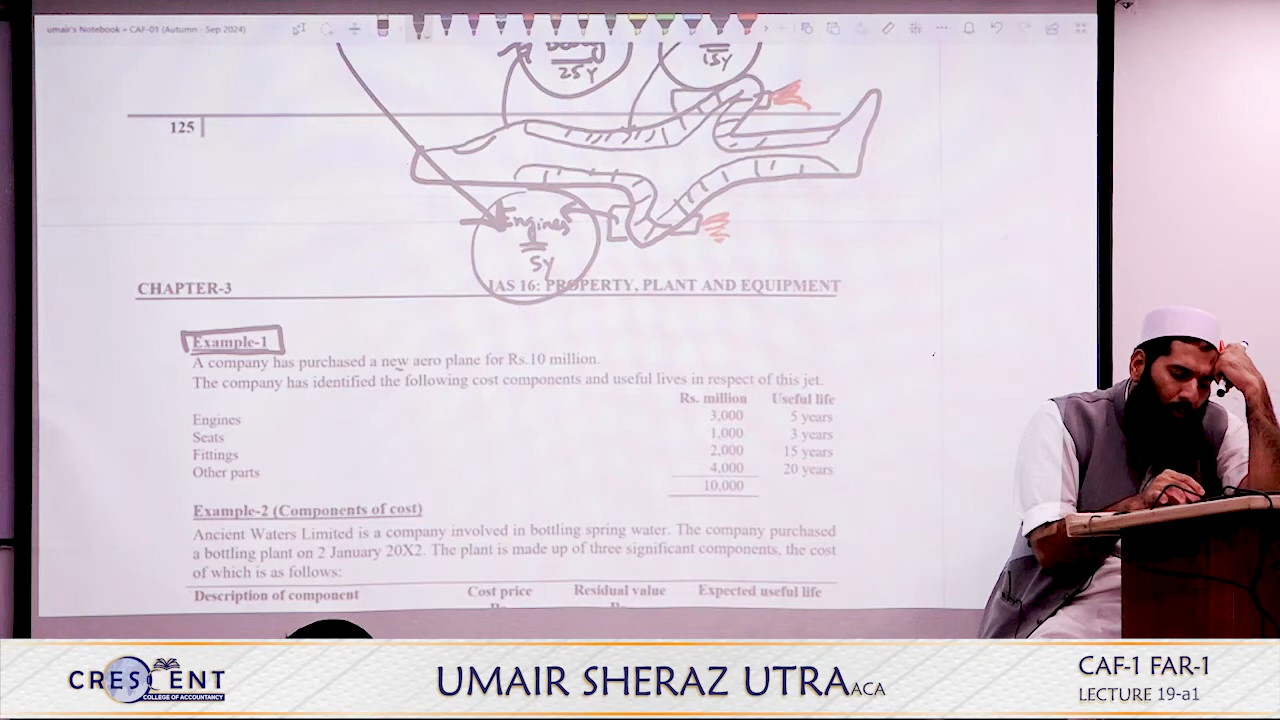 umair's Notebook » CAF-01 (Autumn - Sep 2024)
25Y
15Y
125
Engines
5Y
CHAPTER-3 IAS 16: PROPERTY, PLANT AND EQUIPMENT
Example-1
A company has purchased a new aero plane for Rs.10 million.
The company has identified the following cost components and useful lives in respect of this jet.
Rs. million Useful life
Engines 3,000 5 years
Seats 1,000 3 years
Fittings 2,000 15 years
Other parts 4,000 20 years
10,000
Example-2 (Components of cost)
Ancient Waters Limited is a company involved in bottling spring water. The company purchased
a bottling plant on 2 January 20X2. The plant is made up of three significant components, the cost
of which is as follows:
Description of component Cost price Residual value Expected useful life
CRESCENT
COLLEGE OF ACCOUNTANCY
UMAIR SHERAZ UTRA ACA
CAF-1 FAR-1
LECTURE 19-a1